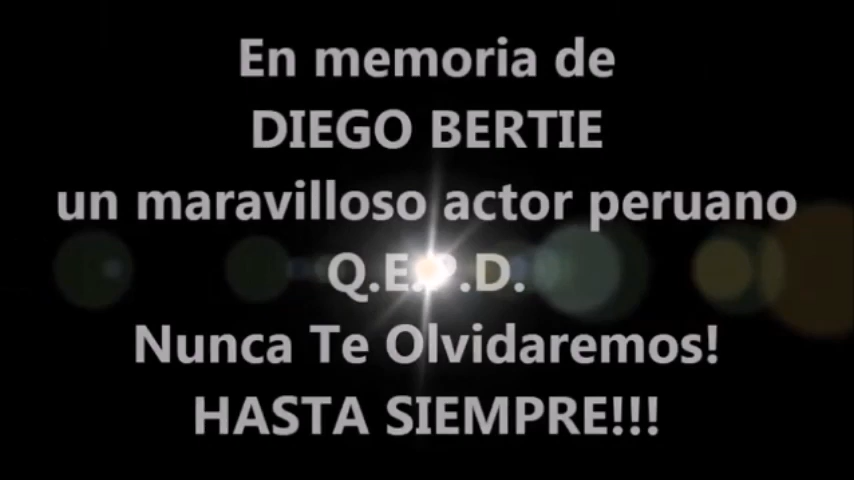 En memoria de
DIEGO BERTIE
un maravilloso actor peruano
Q.E.P.D.
Nunca Te Olvidaremos!
HASTA SIEMPRE!!!